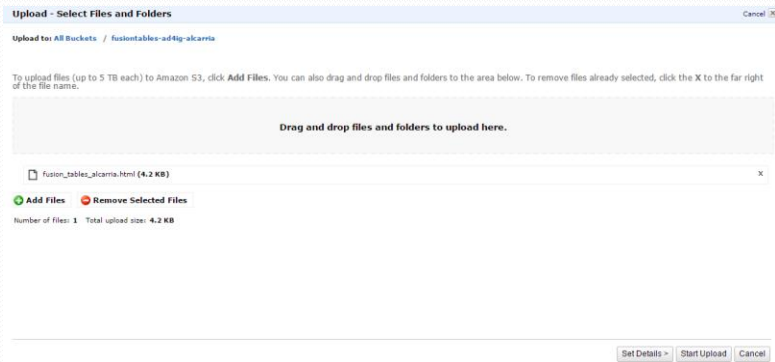 Upload - Select Files and Folders Cancel X
Upload to: All Buckets / fusiontables-ad4ig-alcarria
To upload files (up to 5 TB each) to Amazon S3, click Add Files. You can also drag and drop files and folders to the area below. To remove files already selected, click the X to the far right
of the file name.
Drag and drop files and folders to upload here.
fusion_tables_alcarria.html (4.2 KB) x
Add Files Remove Selected Files
Number of files: 1 Total upload size: 4.2 KB
Set Details > Start Upload Cancel